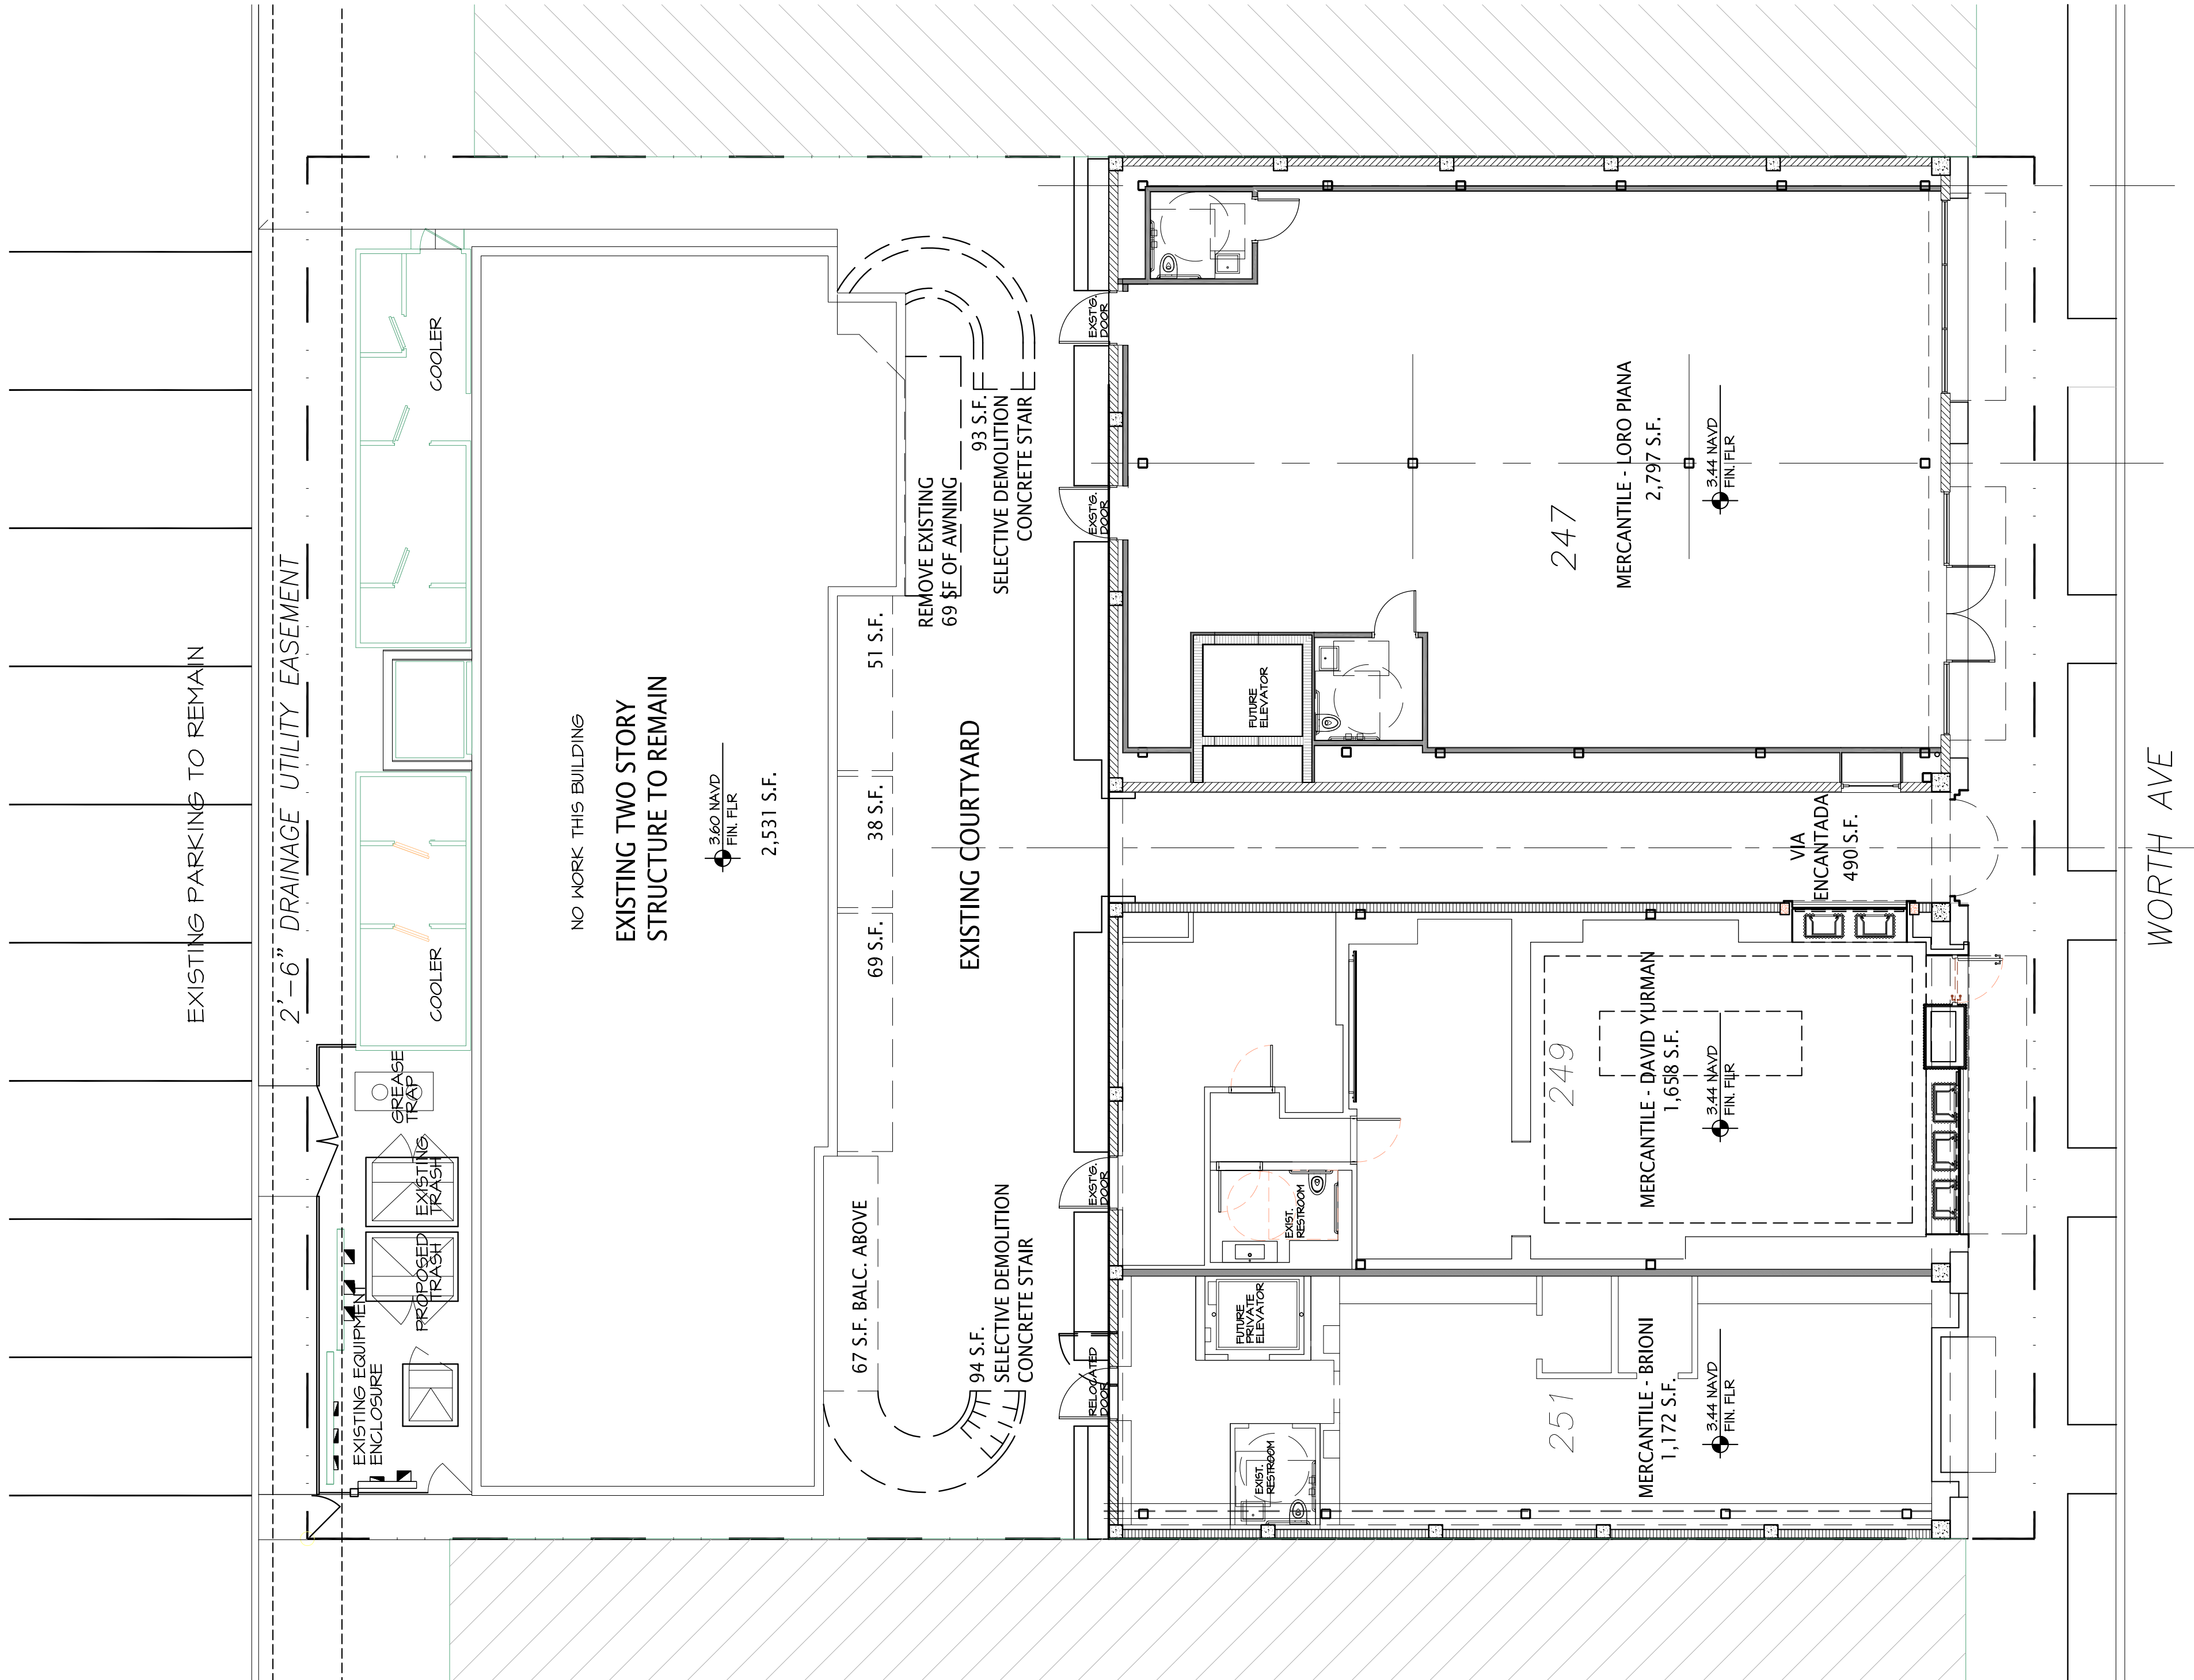 EXISTING PARKING TO REMAIN
2'-6" DRAINAGE UTILITY EASEMENT
COOLER
COOLER
GREASE
TRAP
EXISTING
TRASH
PROPOSED
TRASH
EXISTING EQUIPMENT
ENCLOSURE
NO WORK THIS BUILDING
EXISTING TWO STORY
STRUCTURE TO REMAIN
3.60 NAVD
FIN. FLR
2,531 S.F.
51 S.F.
38 S.F.
69 S.F.
67 S.F. BALC. ABOVE
REMOVE EXISTING
69 SF OF AWNING
93 S.F.
SELECTIVE DEMOLITION
CONCRETE STAIR
EXISTING COURTYARD
94 S.F.
SELECTIVE DEMOLITION
CONCRETE STAIR
EXST'G.
DOOR
EXST'G.
DOOR
EXST'G.
DOOR
RELOCATED
DOOR
FUTURE
ELEVATOR
247
MERCANTILE - LORO PIANA
2,797 S.F.
3.44 NAVD
FIN. FLR
VIA
ENCANTADA
490 S.F.
EXIST.
RESTROOM
249
MERCANTILE - DAVID YURMAN
1,658 S.F.
3.44 NAVD
FIN. FLR
FUTURE
PRIVATE
ELEVATOR
EXIST.
RESTROOM
251
MERCANTILE - BRIONI
1,172 S.F.
3.44 NAVD
FIN. FLR
WORTH AVE